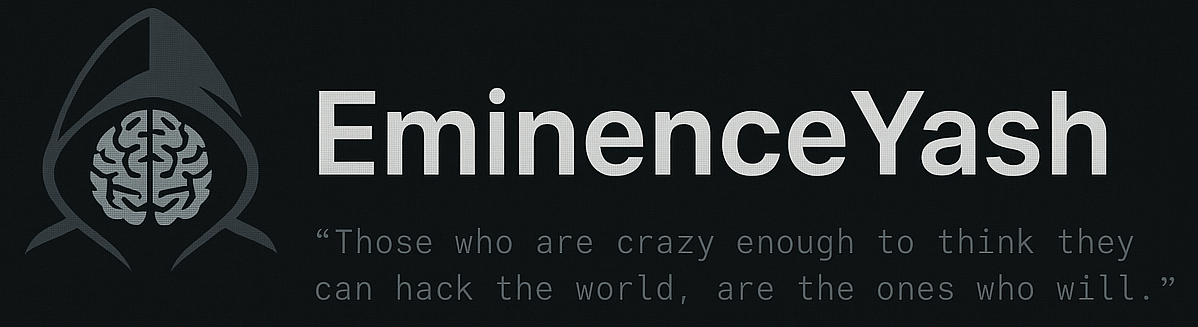 EminenceYash
“Those who are crazy enough to think they
can hack the world, are the ones who will.”